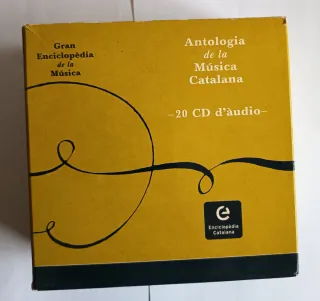 Gran
Enciclopèdia
de la
Música
Antologia
de la
Música
Catalana
–20 CD d'àudio–
Enciclopèdia
Catalana